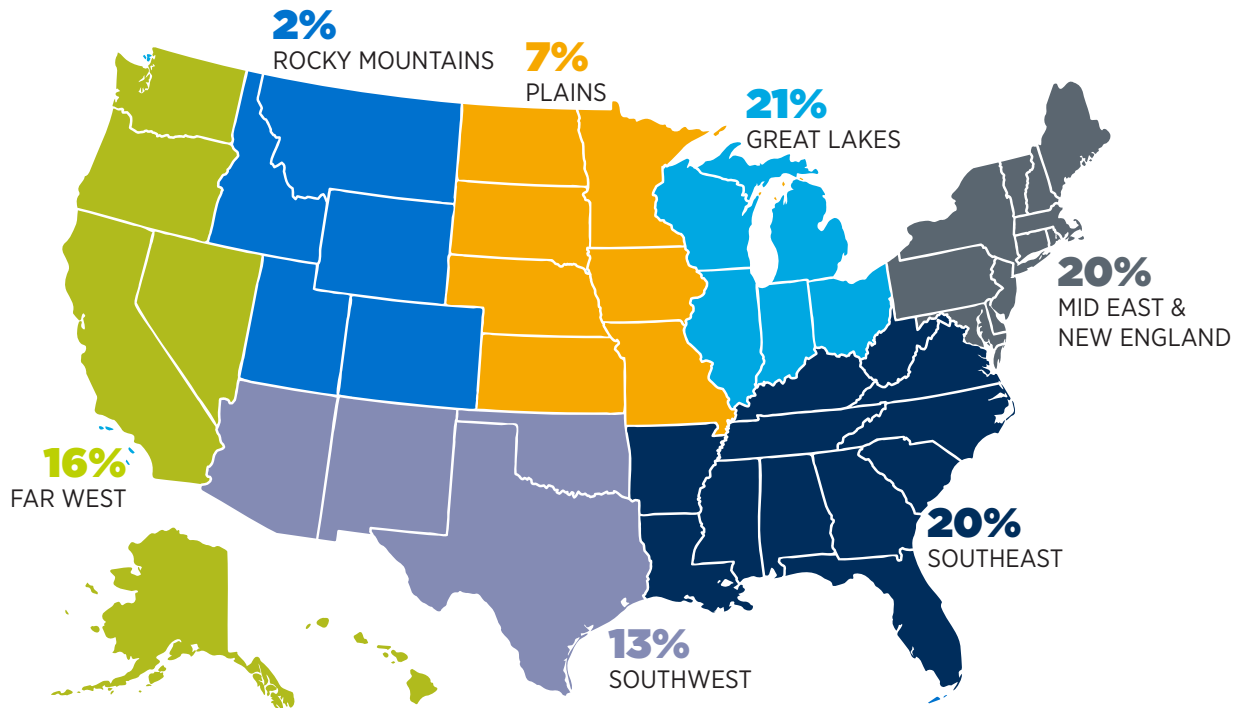 2%
ROCKY MOUNTAINS
7%
PLAINS
21%
GREAT LAKES
20%
MID EAST &
NEW ENGLAND
16%
FAR WEST
20%
SOUTHEAST
13%
SOUTHWEST